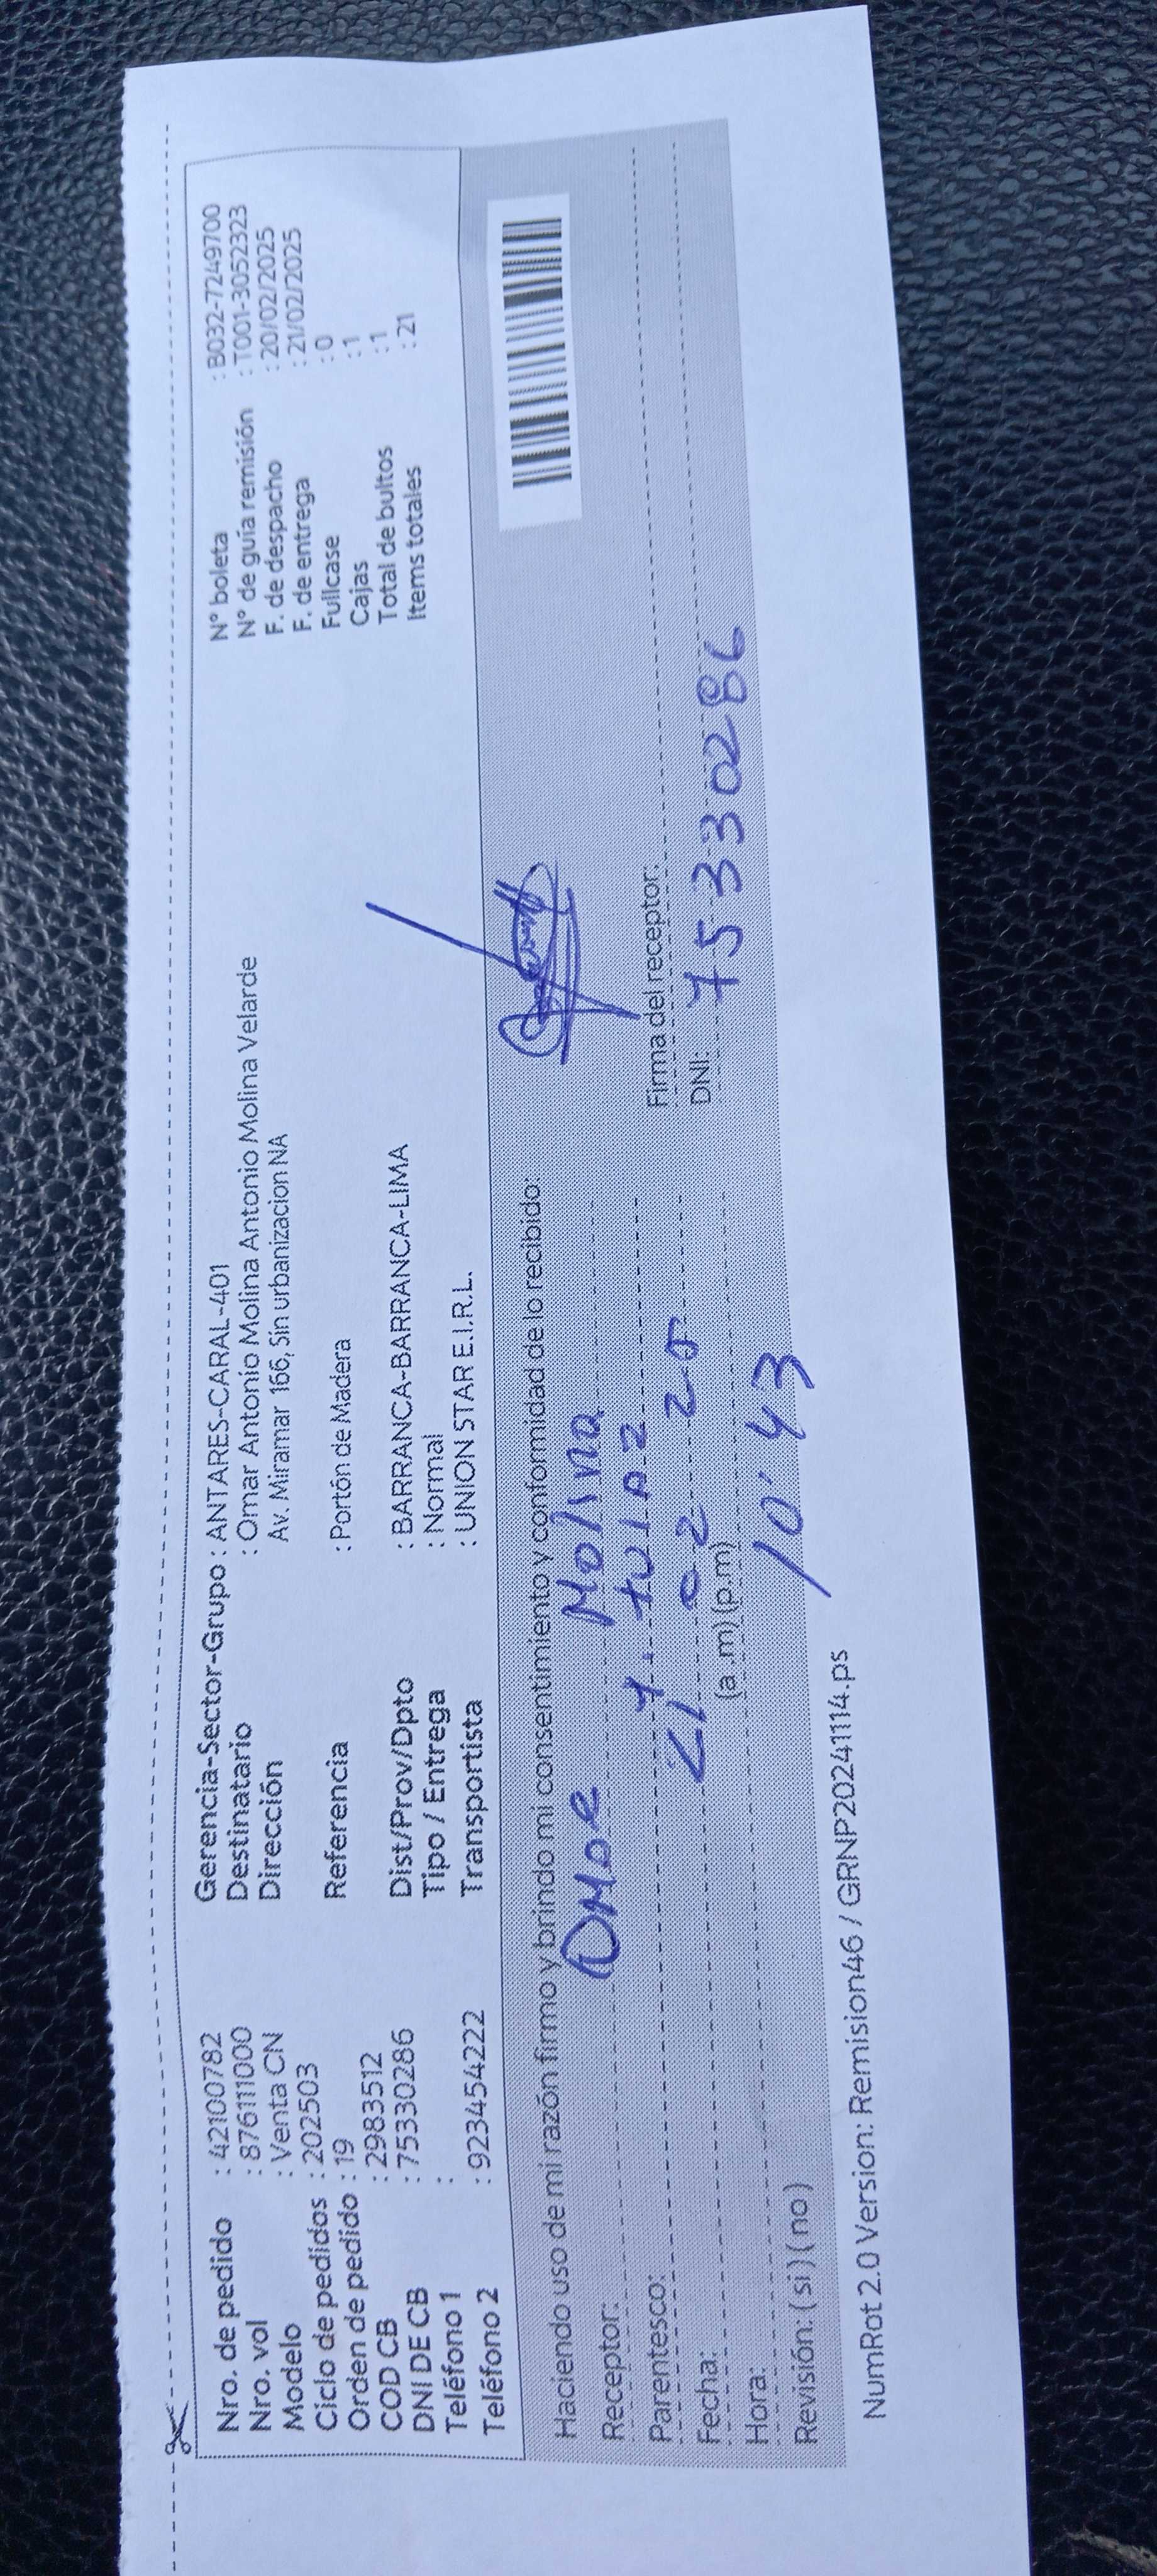 Nro. de pedido : 42100782
Nro. vol : 876111000
Modelo : Venta CN
Ciclo de pedidos : 202503
Orden de pedido : 19
COD CB : 2983512
DNI DE CB : 75330286
Teléfono 1 :
Teléfono 2 : 923454222
Gerencia-Sector-Grupo : ANTARES-CARAL-401
Destinatario : Omar Antonio Molina Antonio Molina Velarde
Dirección Av. Miramar 166, Sin urbanizacion NA
Referencia : Portón de Madera
Dist/Prov/Dpto : BARRANCA-BARRANCA-LIMA
Tipo / Entrega : Normal
Transportista : UNION STAR E.I.R.L.
N° boleta : B032-7249700
N° de guía remisión : T001-3052323
F. de despacho : 20/02/2025
F. de entrega : 21/02/2025
Fullcase : 0
Cajas : 1
Total de bultos : 1
Items totales : 21
Haciendo uso de mi razón firmo y brindo mi consentimiento y conformidad de lo recibido:
Receptor: Omar Molina
Parentesco:
Fecha: 21 02 25
Hora: (a .m) (p.m) 10:43
Revisión: ( si ) ( no )
Firma del receptor:
DNI: 75330286
NumRot 2.0 Version: Remision46 / GRNP20241114.ps